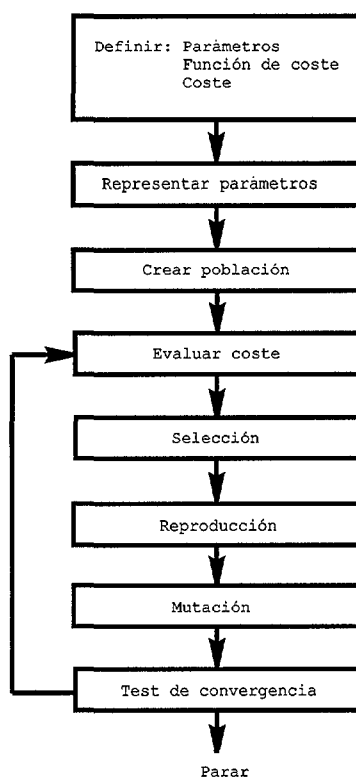 Definir: Parámetros
Función de coste
Coste
Representar parámetros
Crear población
Evaluar coste
Selección
Reproducción
Mutación
Test de convergencia
Parar